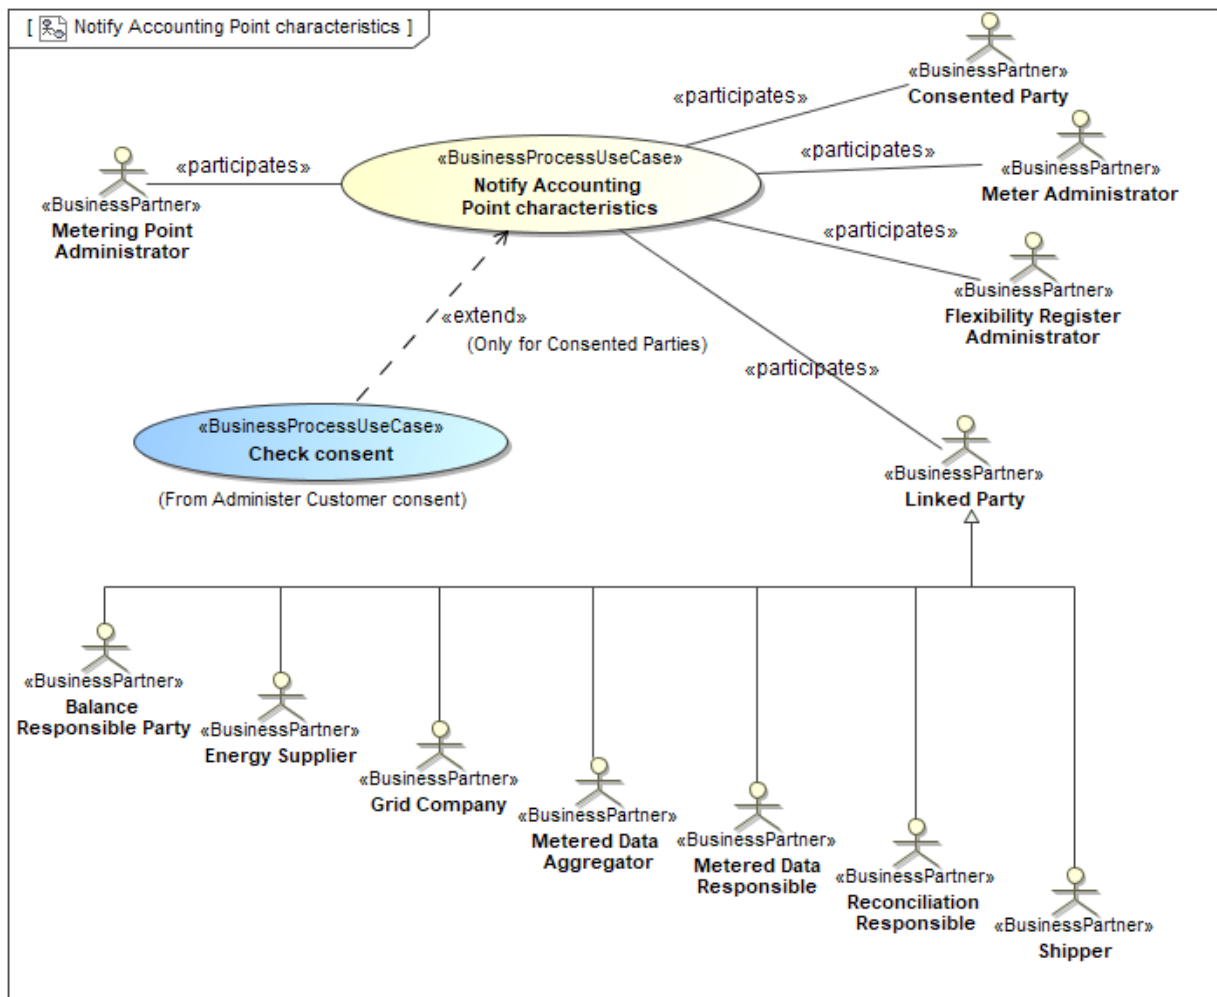 [ Notify Accounting Point characteristics ]
«BusinessPartner»
Consented Party
«participates»
«BusinessPartner»
Meter Administrator
«participates»
«BusinessProcessUseCase»
Notify Accounting
Point characteristics
«participates»
«BusinessPartner»
Metering Point
Administrator
«participates»
«BusinessPartner»
Flexibility Register
Administrator
«extend»
(Only for Consented Parties)
«participates»
«BusinessProcessUseCase»
Check consent
(From Administer Customer consent)
«BusinessPartner»
Linked Party
«BusinessPartner»
Balance
Responsible Party
«BusinessPartner»
Energy Supplier
«BusinessPartner»
Grid Company
«BusinessPartner»
Metered Data
Aggregator
«BusinessPartner»
Metered Data
Responsible
«BusinessPartner»
Reconciliation
Responsible
«BusinessPartner»
Shipper